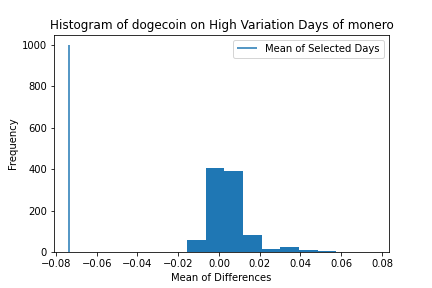 Histogram of dogecoin on High Variation Days of monero
Mean of Selected Days
Frequency
1000
800
600
400
200
0
−0.08 −0.06 −0.04 −0.02 0.00 0.02 0.04 0.06 0.08
Mean of Differences